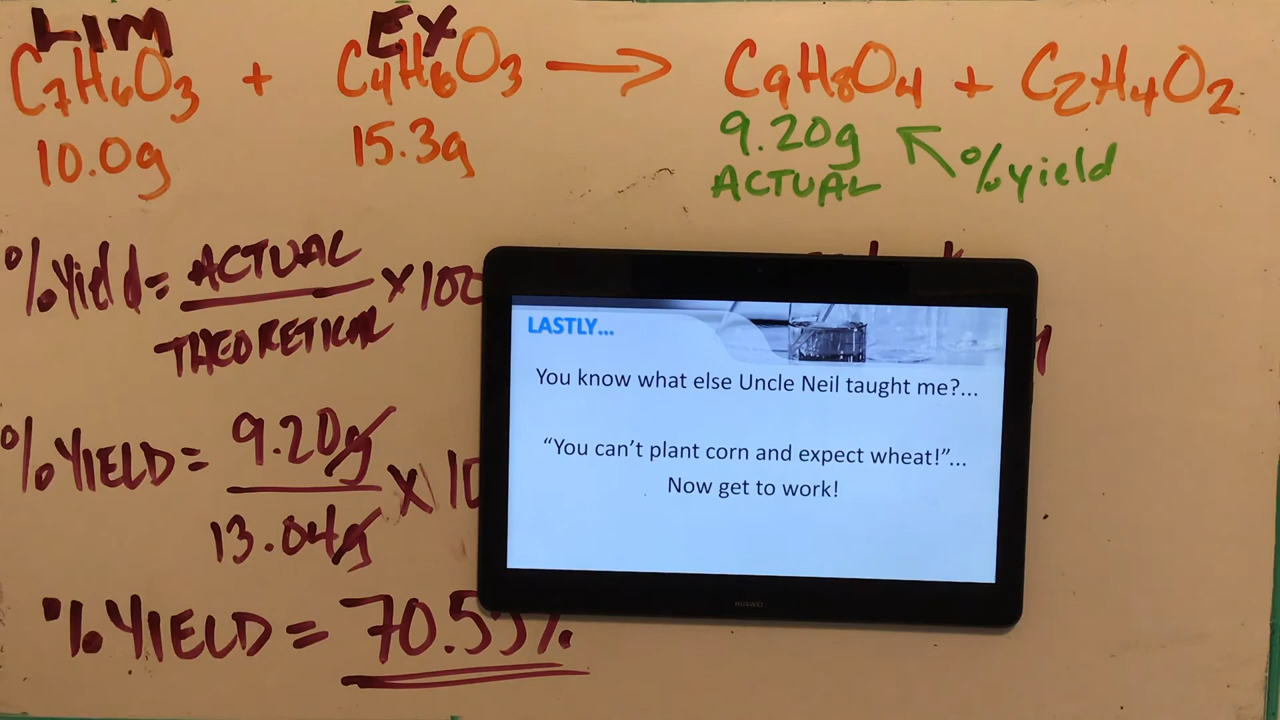 LIM EX
C7H6O3 + C4H6O3 → C9H8O4 + C2H4O2
10.0g 15.3g 9.20g
ACTUAL %yield
%Yield = ACTUAL × 100
THEORETICAL
%YIELD = 9.20g × 10
13.04g
%YIELD = 70.55%
LASTLY...
You know what else Uncle Neil taught me?...
“You can’t plant corn and expect wheat!”...
Now get to work!
HUAWEI